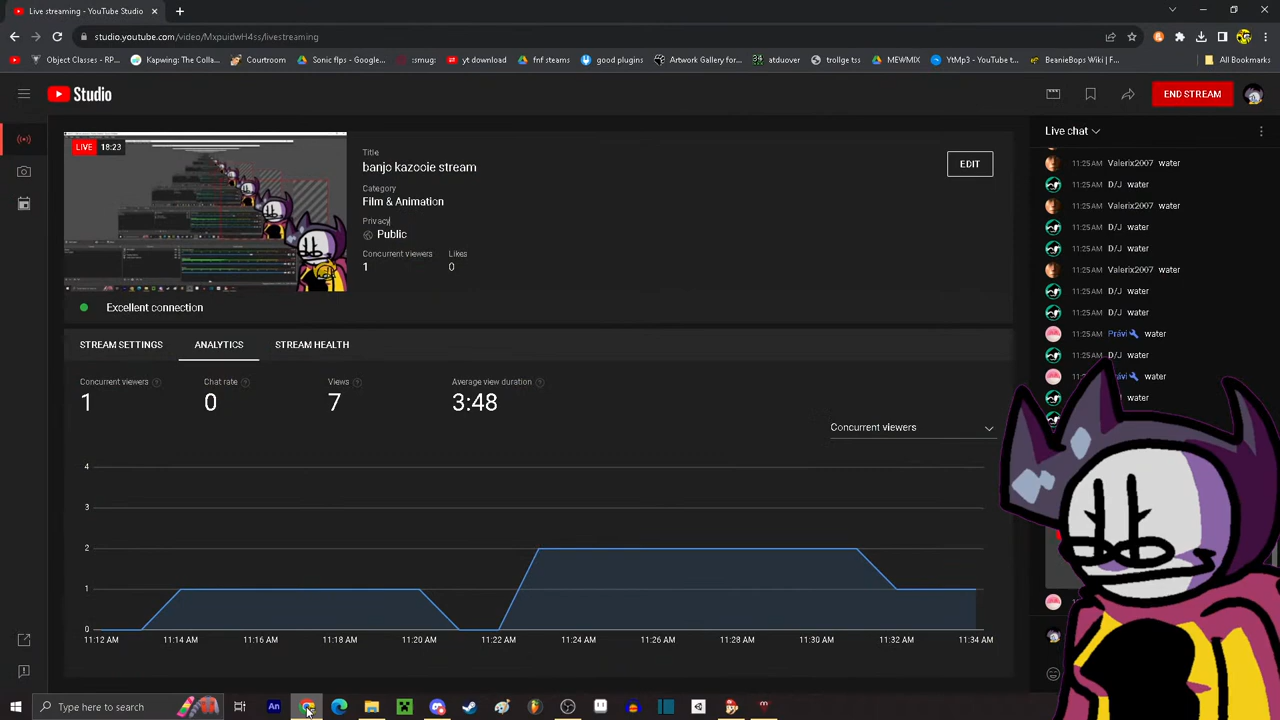 Live streaming - YouTube Studio
studio.youtube.com/video/MxpuidwH4ss/livestreaming
Object Classes - RP...
Kapwing: The Colla...
Courtroom
Sonic flps - Google...
:smug:
yt download
fnf steams
good plugins
Artwork Gallery for...
atduover
trollge tso
MEWMIX
YtMp3 - YouTube t...
BeanieBops Wiki | F...
All Bookmarks
Studio
END STREAM
LIVE 18:23
Title
banjo kazooie stream
EDIT
Category
Film & Animation
Privacy
Public
Concurrent viewers
Likes
1
0
Excellent connection
STREAM SETTINGS
ANALYTICS
STREAM HEALTH
Concurrent viewers
Chat rate
Views
Average view duration
1
0
7
3:48
Concurrent viewers
4
3
2
1
0
11:12 AM
11:14 AM
11:16 AM
11:18 AM
11:20 AM
11:22 AM
11:24 AM
11:26 AM
11:28 AM
11:30 AM
11:32 AM
11:34 AM
Live chat
11:25 AM Valerix2007 water
11:25 AM D/J water
11:25 AM Valerix2007 water
11:25 AM D/J water
11:25 AM D/J water
11:25 AM Valerix2007 water
11:25 AM D/J water
11:25 AM D/J water
11:25 AM Právi water
11:25 AM D/J water
water
water
Type here to search
An